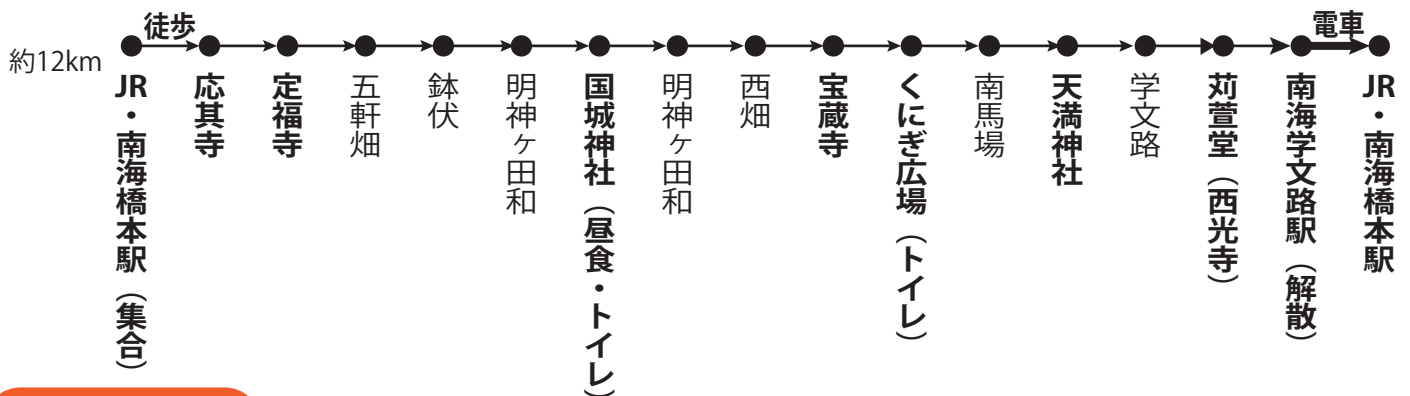 約12km
徒歩
電車
JR・南海橋本駅（集合）
応其寺
定福寺
五軒畑
鉢伏
明神ヶ田和
国城神社（昼食・トイレ）
明神ヶ田和
西畑
宝蔵寺
くにぎ広場（トイレ）
南馬場
天満神社
学文路
苅萱堂（西光寺）
南海学文路駅（解散）
JR・南海橋本駅